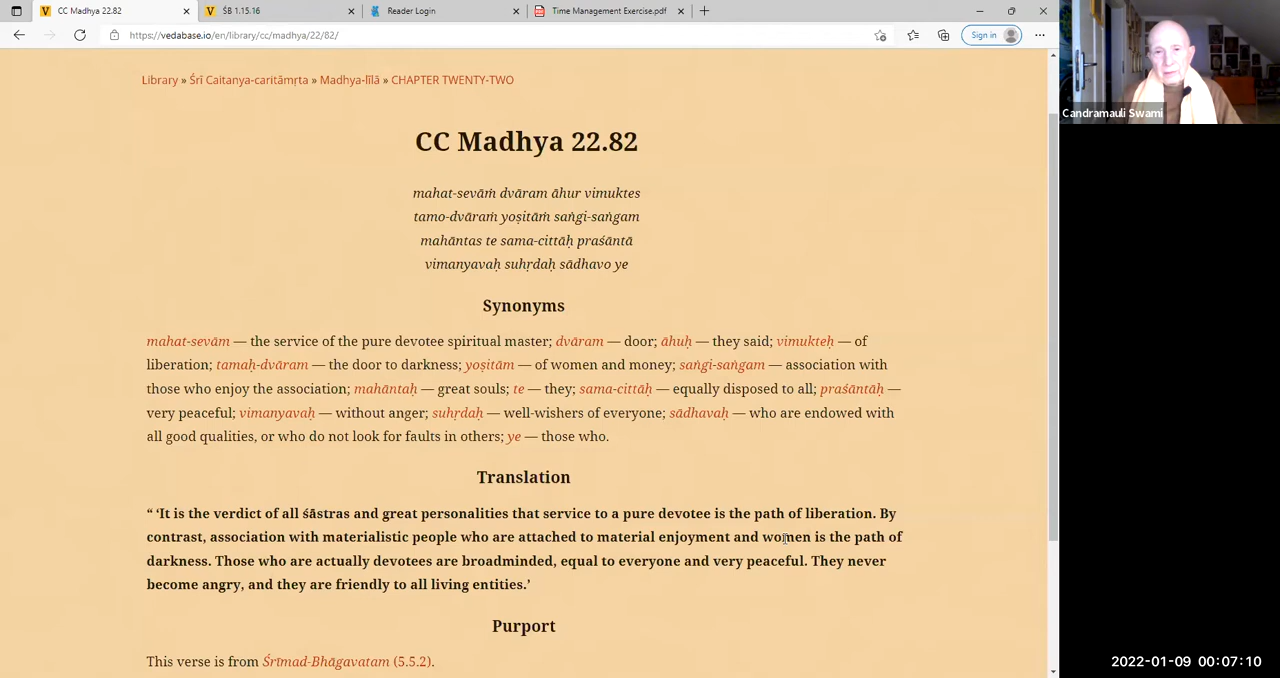 CC Madhya 22.82
ŚB 1.15.16
Reader Login
Time Management Exercise.pdf
https://vedabase.io/en/library/cc/madhya/22/82/
Sign in
Library » Śrī Caitanya-caritāmṛta » Madhya-līlā » CHAPTER TWENTY-TWO
CC Madhya 22.82
mahat-sevāṁ dvāram āhur vimuktes
tamo-dvāraṁ yoṣitāṁ saṅgi-saṅgam
mahāntas te sama-cittāḥ praśāntā
vimanyavaḥ suhṛdaḥ sādhavo ye
Synonyms
mahat-sevām — the service of the pure devotee spiritual master; dvāram — door; āhuḥ — they said; vimukteḥ — of
liberation; tamaḥ-dvāram — the door to darkness; yoṣitām — of women and money; saṅgi-saṅgam — association with
those who enjoy the association; mahāntaḥ — great souls; te — they; sama-cittāḥ — equally disposed to all; praśāntāḥ —
very peaceful; vimanyavaḥ — without anger; suhṛdaḥ — well-wishers of everyone; sādhavaḥ — who are endowed with
all good qualities, or who do not look for faults in others; ye — those who.
Translation
“ ‘It is the verdict of all śāstras and great personalities that service to a pure devotee is the path of liberation. By
contrast, association with materialistic people who are attached to material enjoyment and women is the path of
darkness. Those who are actually devotees are broadminded, equal to everyone and very peaceful. They never
become angry, and they are friendly to all living entities.’
Purport
This verse is from Śrīmad-Bhāgavatam (5.5.2).
Candramauli Swami
2022-01-09 00:07:10